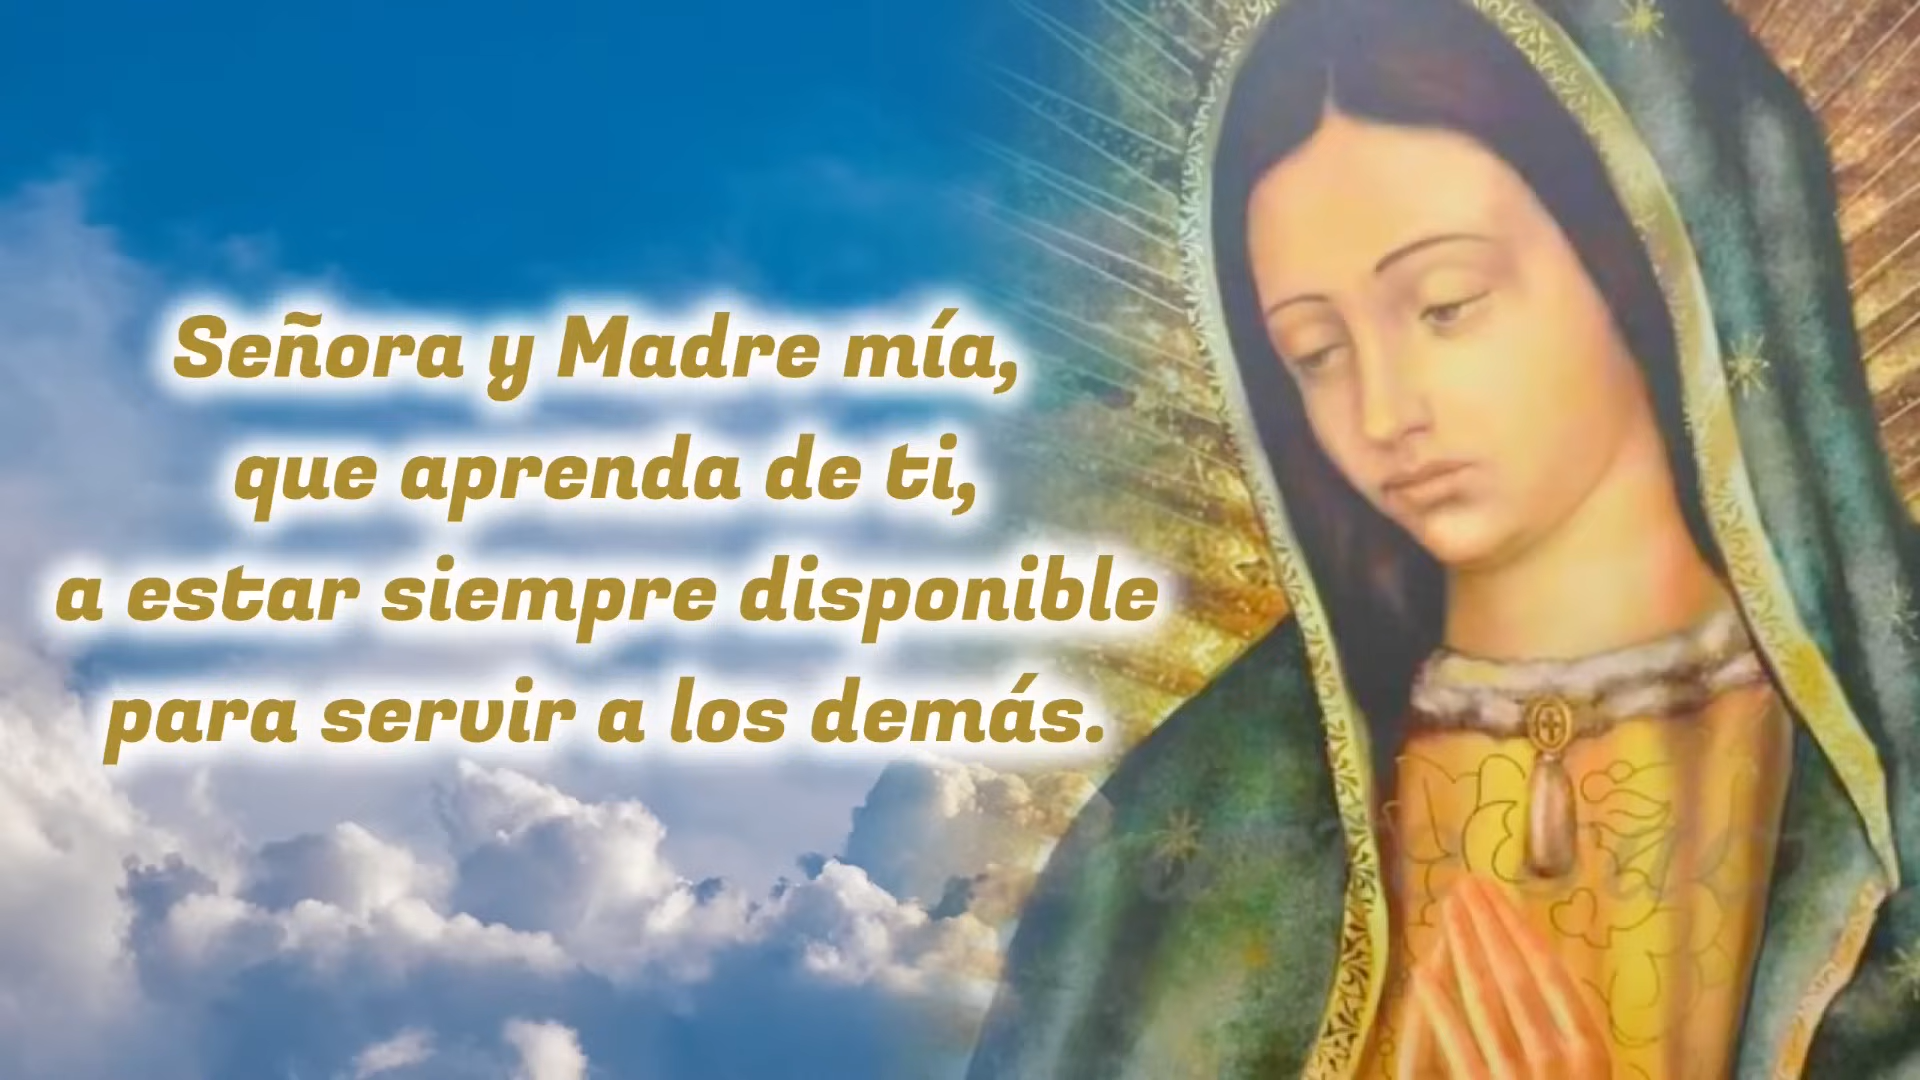 Señora y Madre mía,
que aprenda de ti,
a estar siempre disponible
para servir a los demás.